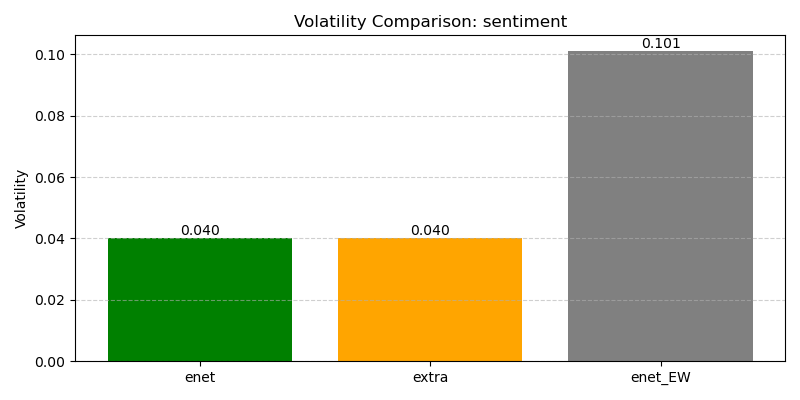 Volatility Comparison: sentiment
Volatility
0.10
0.08
0.06
0.04
0.02
0.00
0.040
0.040
0.101
enet
extra
enet_EW